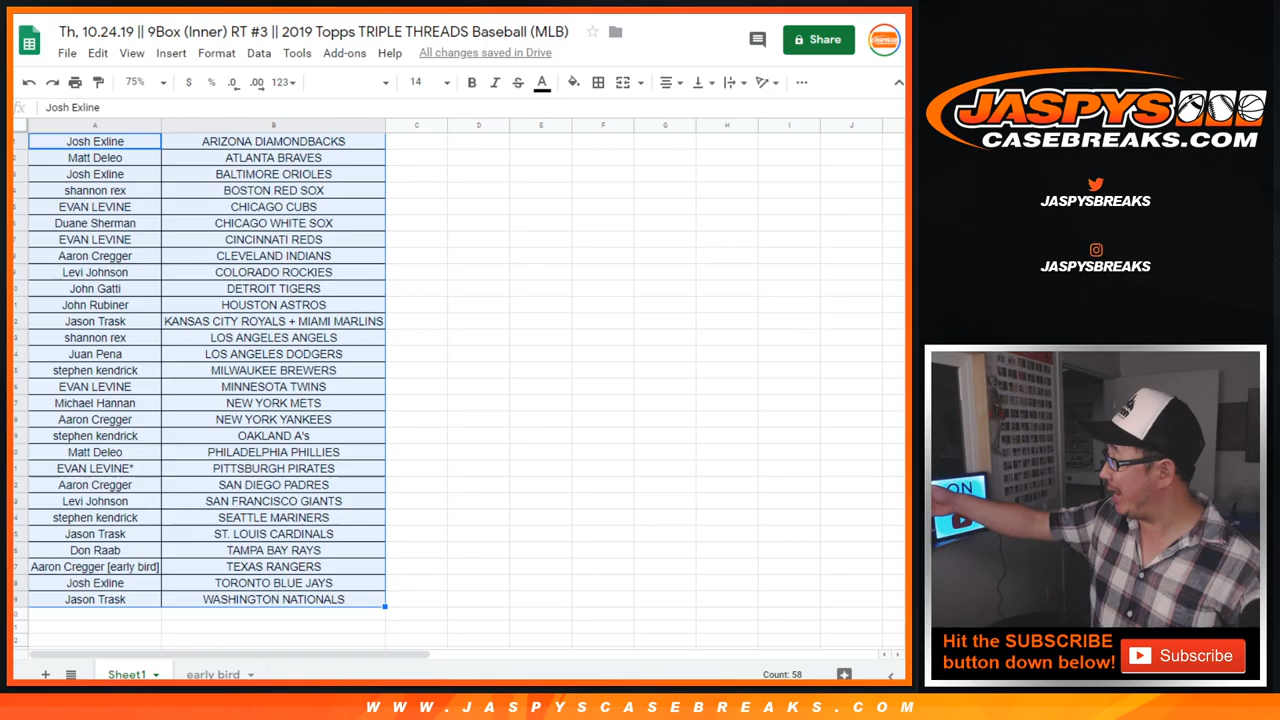 Th, 10.24.19 || 9Box (Inner) RT #3 || 2019 Topps TRIPLE THREADS Baseball (MLB)
File Edit View Insert Format Data Tools Add-ons Help All changes saved in Drive
Share
75% $ % .0 .00 123 14 B I S A
fx Josh Exline
A B C D E F G H I J
Josh Exline ARIZONA DIAMONDBACKS
Matt Deleo ATLANTA BRAVES
Josh Exline BALTIMORE ORIOLES
shannon rex BOSTON RED SOX
EVAN LEVINE CHICAGO CUBS
Duane Sherman CHICAGO WHITE SOX
EVAN LEVINE CINCINNATI REDS
Aaron Cregger CLEVELAND INDIANS
Levi Johnson COLORADO ROCKIES
John Gatti DETROIT TIGERS
John Rubiner HOUSTON ASTROS
Jason Trask KANSAS CITY ROYALS + MIAMI MARLINS
shannon rex LOS ANGELES ANGELS
Juan Pena LOS ANGELES DODGERS
stephen kendrick MILWAUKEE BREWERS
EVAN LEVINE MINNESOTA TWINS
Michael Hannan NEW YORK METS
Aaron Cregger NEW YORK YANKEES
stephen kendrick OAKLAND A's
Matt Deleo PHILADELPHIA PHILLIES
EVAN LEVINE* PITTSBURGH PIRATES
Aaron Cregger SAN DIEGO PADRES
Levi Johnson SAN FRANCISCO GIANTS
stephen kendrick SEATTLE MARINERS
Jason Trask ST. LOUIS CARDINALS
Don Raab TAMPA BAY RAYS
Aaron Cregger [early bird] TEXAS RANGERS
Josh Exline TORONTO BLUE JAYS
Jason Trask WASHINGTON NATIONALS
Sheet1 early bird Count: 58
JASPYS
CASEBREAKS.COM
JASPYSBREAKS
JASPYSBREAKS
ON
Hit the SUBSCRIBE
button down below!
Subscribe
WWW.JASPYSCASEBREAKS.COM